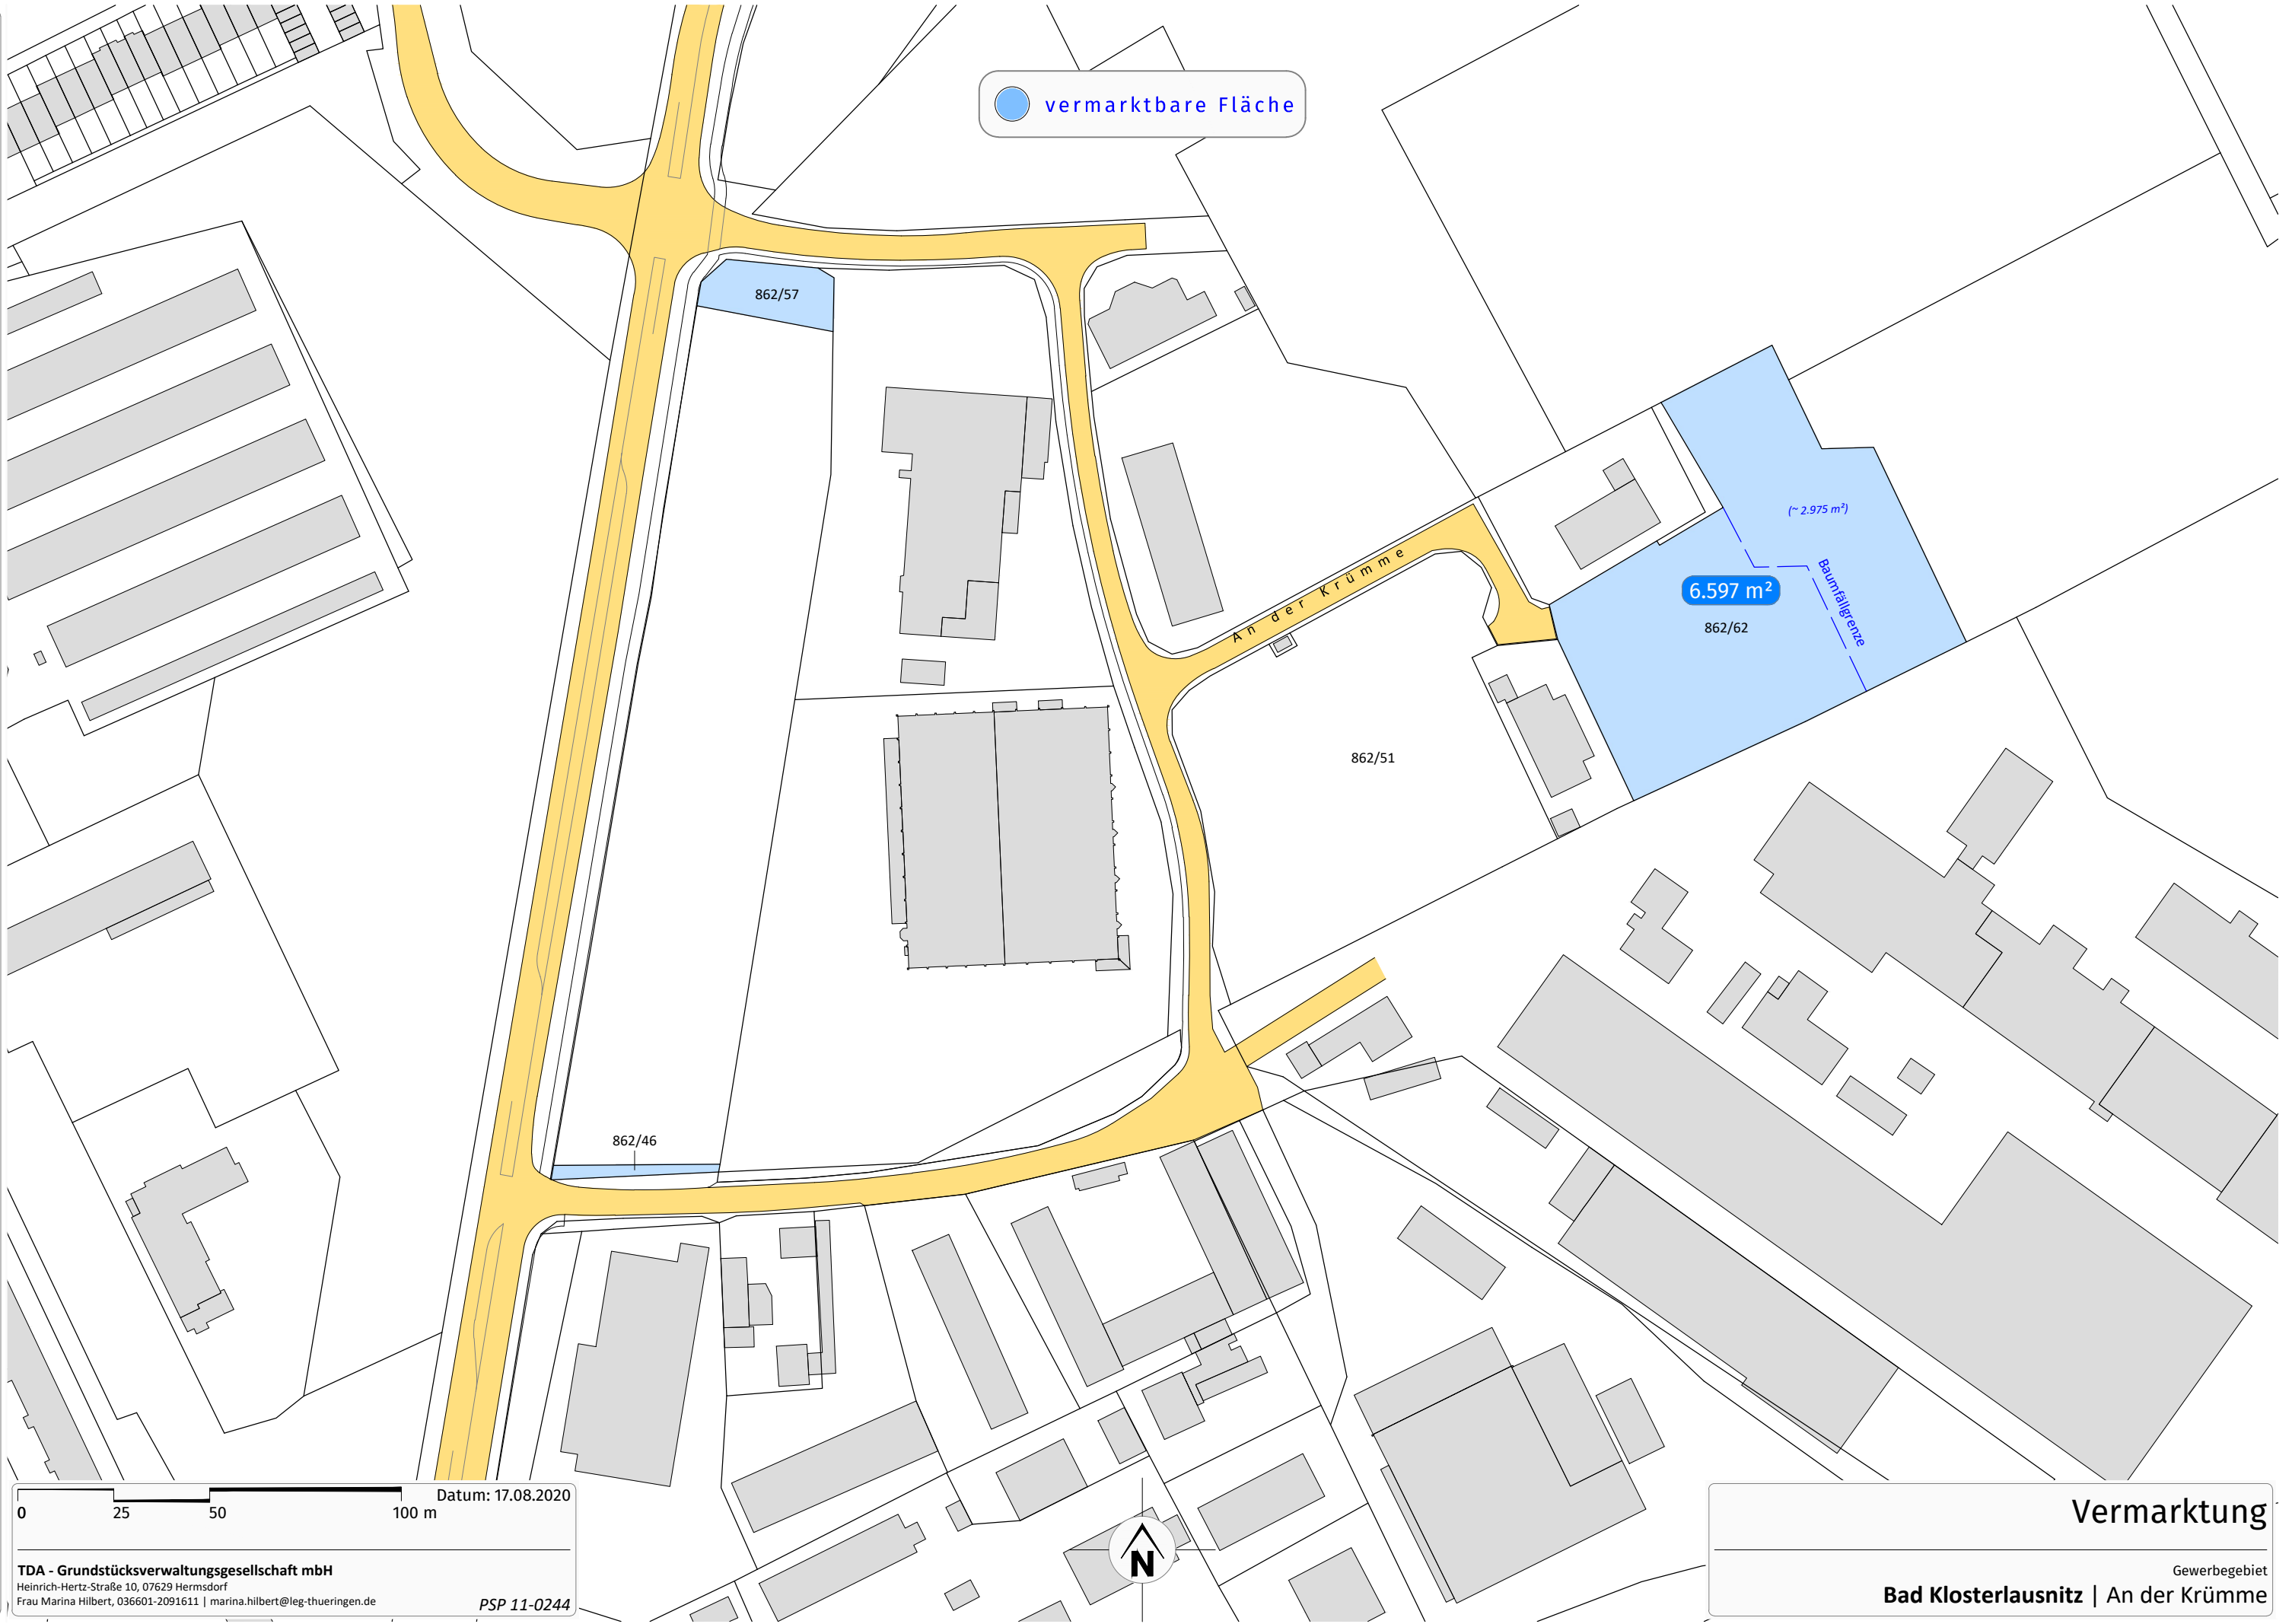 vermarktbare Fläche
862/57
(~ 2.975 m²)
Baumfällgrenze
6.597 m²
862/62
An der Krümme
862/51
862/46
Datum: 17.08.2020
0 25 50 100 m
TDA - Grundstücksverwaltungsgesellschaft mbH
Heinrich-Hertz-Straße 10, 07629 Hermsdorf
Frau Marina Hilbert, 036601-2091611 | marina.hilbert@leg-thueringen.de
PSP 11-0244
N
Vermarktung
Gewerbegebiet
Bad Klosterlausnitz | An der Krümme